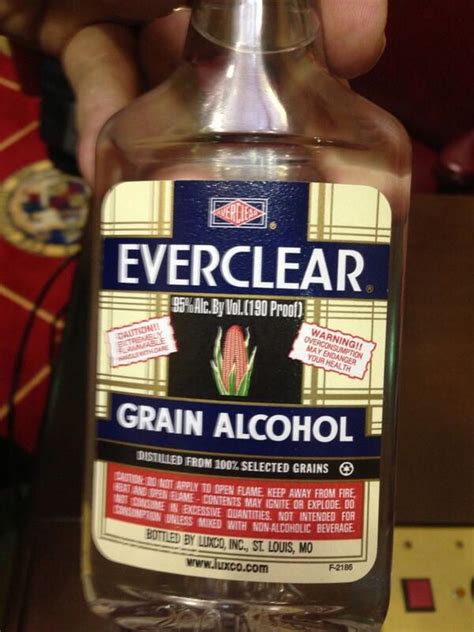 EVERCLEAR
®
EVERCLEAR®
95% Alc. By Vol. (190 Proof)
CAUTION!!
EXTREMELY
FLAMMABLE
HANDLE WITH CARE
WARNING!!
OVERCONSUMPTION
MAY ENDANGER
YOUR HEALTH
GRAIN ALCOHOL
DISTILLED FROM 100% SELECTED GRAINS
CAUTION: DO NOT APPLY TO OPEN FLAME. KEEP AWAY FROM FIRE,
HEAT AND OPEN FLAME - CONTENTS MAY IGNITE OR EXPLODE. DO
NOT CONSUME IN EXCESSIVE QUANTITIES. NOT INTENDED FOR
CONSUMPTION UNLESS MIXED WITH NON-ALCOHOLIC BEVERAGE.
BOTTLED BY LUXCO, INC., ST. LOUIS, MO
www.luxco.com
F-2186